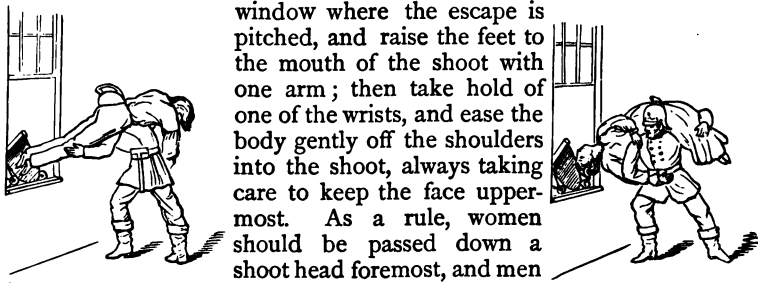 window where the escape is
pitched, and raise the feet to
the mouth of the shoot with
one arm; then take hold of
one of the wrists, and ease the
body gently off the shoulders
into the shoot, always taking
care to keep the face upper-
most. As a rule, women
should be passed down a
shoot head foremost, and men